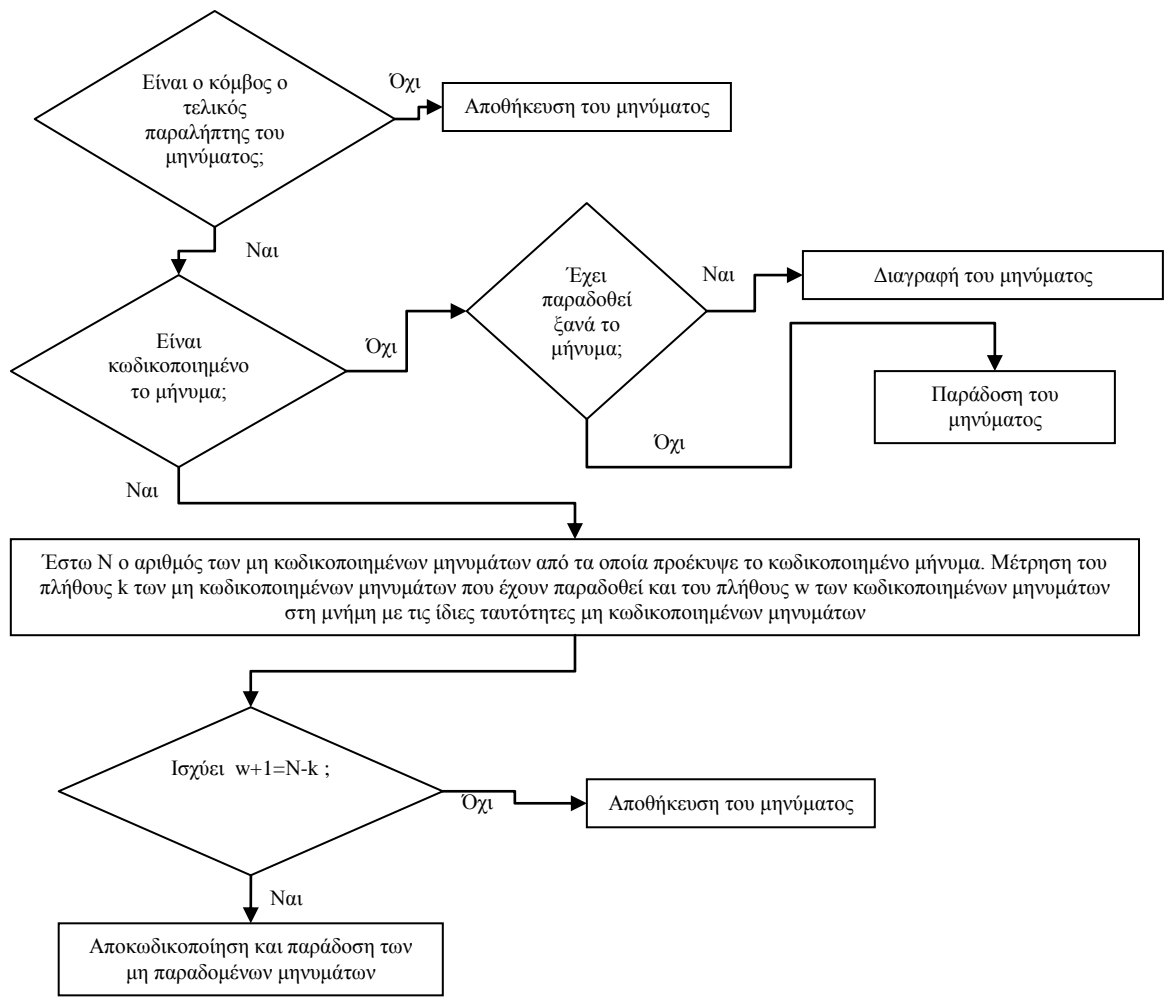 Είναι ο κόμβος ο
τελικός
παραλήπτης του
μηνύματος;
Όχι
Αποθήκευση του μηνύματος
Ναι
Έχει
παραδοθεί
ξανά το
μήνυμα;
Ναι
Διαγραφή του μηνύματος
Είναι
κωδικοποιημένο
το μήνυμα;
Όχι
Παράδοση του
μηνύματος
Όχι
Ναι
Έστω Ν ο αριθμός των μη κωδικοποιημένων μηνυμάτων από τα οποία προέκυψε το κωδικοποιημένο μήνυμα. Μέτρηση του
πλήθους k των μη κωδικοποιημένων μηνυμάτων που έχουν παραδοθεί και του πλήθους w των κωδικοποιημένων μηνυμάτων
στη μνήμη με τις ίδιες ταυτότητες μη κωδικοποιημένων μηνυμάτων
Ισχύει w+1=N-k ;
Όχι
Αποθήκευση του μηνύματος
Ναι
Αποκωδικοποίηση και παράδοση των
μη παραδομένων μηνυμάτων